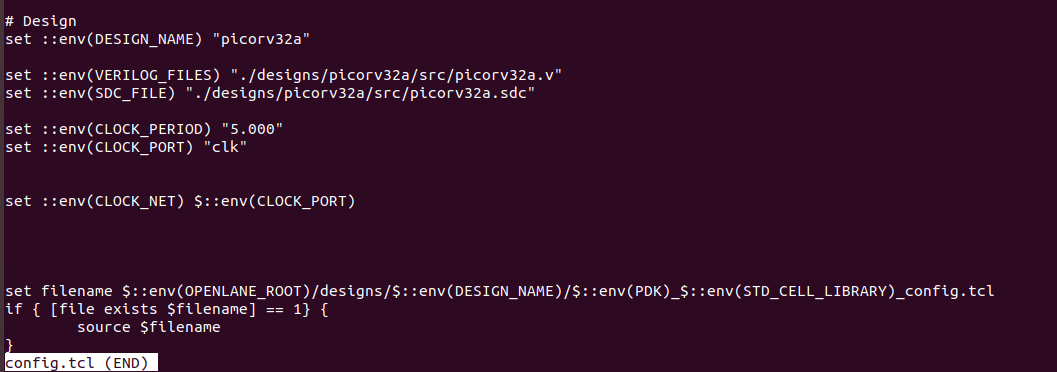 # Design
set ::env(DESIGN_NAME) "picorv32a"
set ::env(VERILOG_FILES) "./designs/picorv32a/src/picorv32a.v"
set ::env(SDC_FILE) "./designs/picorv32a/src/picorv32a.sdc"
set ::env(CLOCK_PERIOD) "5.000"
set ::env(CLOCK_PORT) "clk"
set ::env(CLOCK_NET) $::env(CLOCK_PORT)
set filename $::env(OPENLANE_ROOT)/designs/$::env(DESIGN_NAME)/$::env(PDK)_$::env(STD_CELL_LIBRARY)_config.tcl
if { [file exists $filename] == 1} {
        source $filename
}
config.tcl (END)